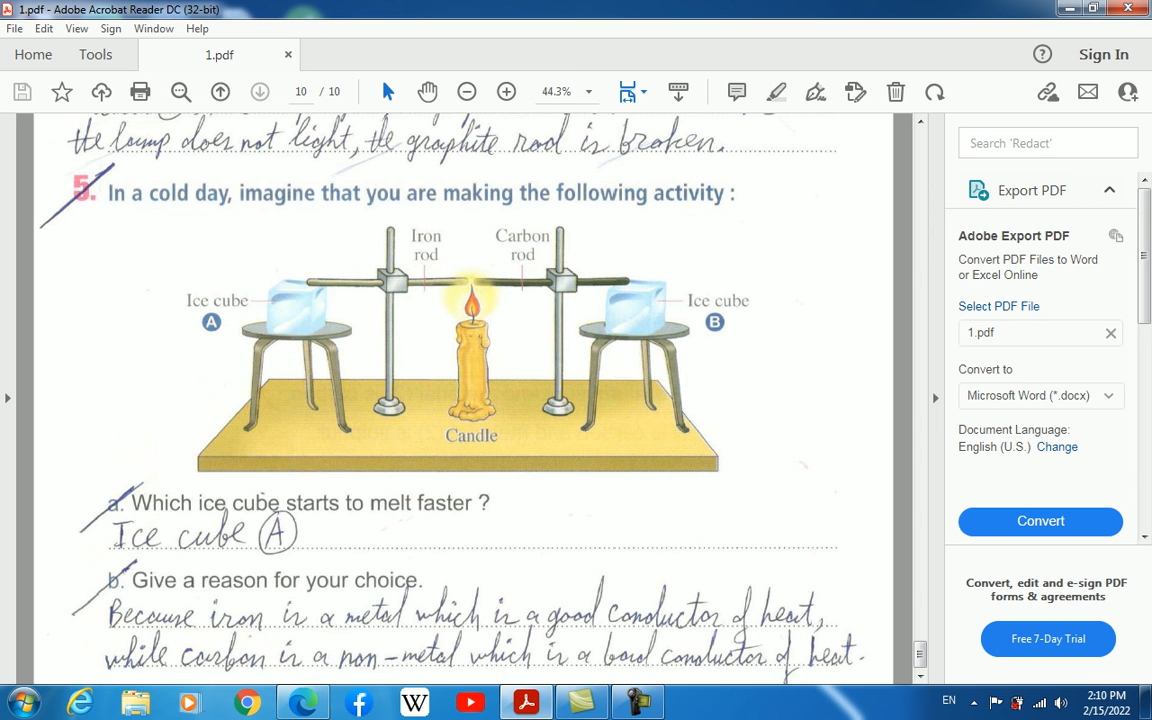 1.pdf - Adobe Acrobat Reader DC (32-bit)
File Edit View Sign Window Help
Home Tools 1.pdf Sign In
10 / 10 44.3%
the lamp does not light, the graphite rod is broken.
5. In a cold day, imagine that you are making the following activity :
Iron rod
Carbon rod
Ice cube A
Ice cube B
Candle
a. Which ice cube starts to melt faster ?
Ice cube A
b. Give a reason for your choice.
Because iron is a metal which is a good conductor of heat,
while carbon is a non-metal which is a bad conductor of heat.
Search 'Redact'
Export PDF
Adobe Export PDF
Convert PDF Files to Word
or Excel Online
Select PDF File
1.pdf
Convert to
Microsoft Word (*.docx)
Document Language:
English (U.S.) Change
Convert
Convert, edit and e-sign PDF
forms & agreements
Free 7-Day Trial
EN 2:10 PM
2/15/2022